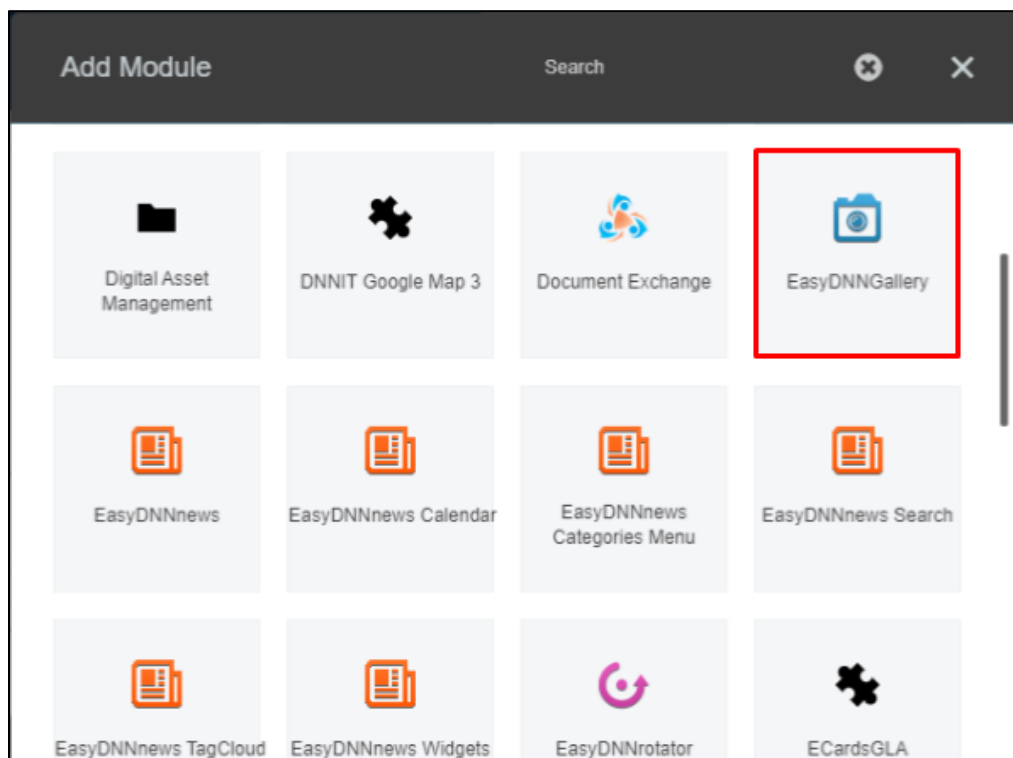 Add Module
Search
Digital Asset
Management
DNNIT Google Map 3
Document Exchange
EasyDNNGallery
EasyDNNnews
EasyDNNnews Calendar
EasyDNNnews
Categories Menu
EasyDNNnews Search
EasyDNNnews TagCloud
EasyDNNnews Widgets
EasyDNNrotator
ECardsGLA